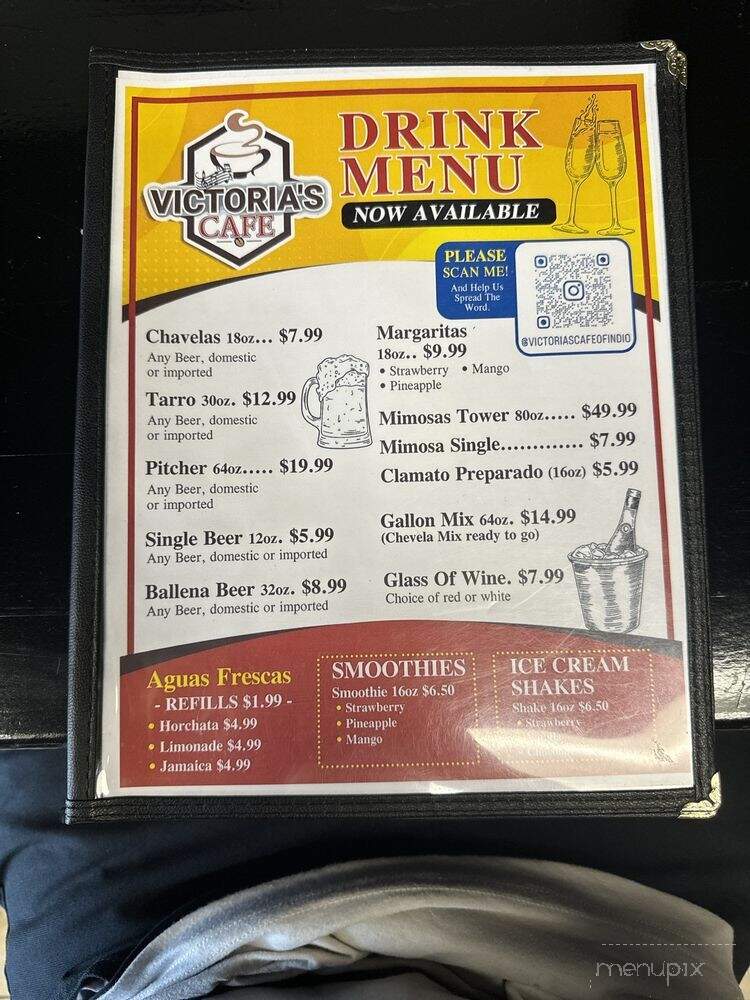 VICTORIA'S
CAFE
DRINK
MENU
NOW AVAILABLE
PLEASE
SCAN ME!
And Help Us
Spread The
Word.
@VICTORIASCAFEOFINDIO
Chavelas 18oz... $7.99
Any Beer, domestic
or imported
Tarro 30oz. $12.99
Any Beer, domestic
or imported
Pitcher 64oz..... $19.99
Any Beer, domestic
or imported
Single Beer 12oz. $5.99
Any Beer, domestic or imported
Ballena Beer 32oz. $8.99
Any Beer, domestic or imported
Margaritas
18oz.. $9.99
• Strawberry • Mango
• Pineapple
Mimosas Tower 80oz..... $49.99
Mimosa Single............. $7.99
Clamato Preparado (16oz) $5.99
Gallon Mix 64oz. $14.99
(Chevela Mix ready to go)
Glass Of Wine. $7.99
Choice of red or white
Aguas Frescas
- REFILLS $1.99 -
• Horchata $4.99
• Limonade $4.99
• Jamaica $4.99
SMOOTHIES
Smoothie 16oz $6.50
• Strawberry
• Pineapple
• Mango
ICE CREAM
SHAKES
Shake 16oz $6.50
• Strawberry
menupix